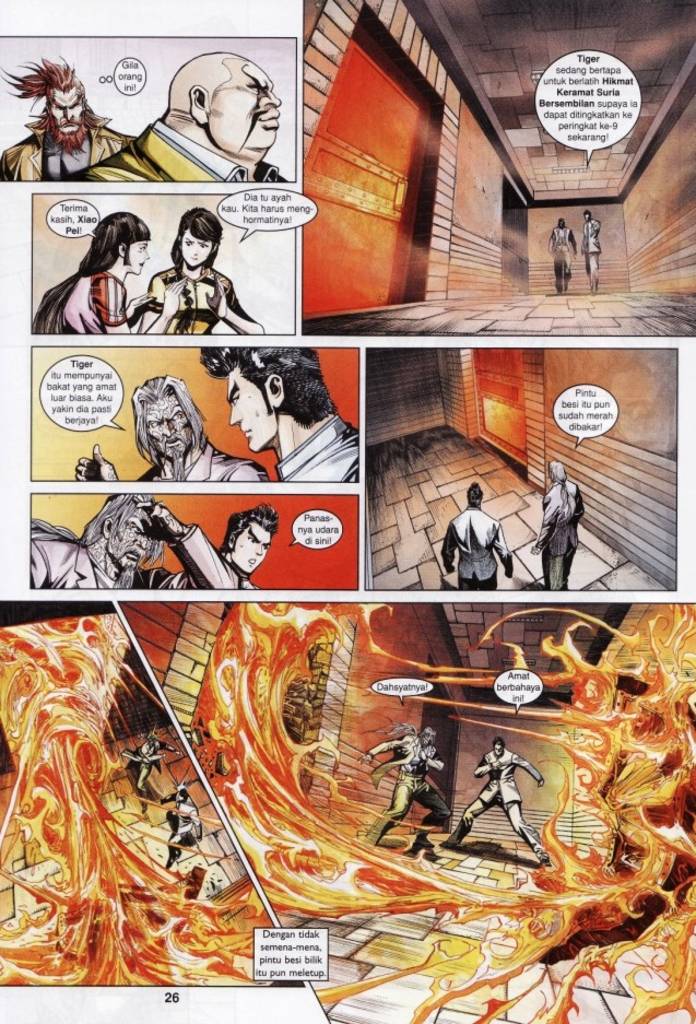 Gila
orang
ini!
Terima
kasih, Xiao
Pei!
Dia tu ayah
kau. Kita harus meng-
hormatinya!
Tiger
sedang bertapa
untuk berlatih Hikmat
Keramat Suria
Bersembilan supaya ia
dapat ditingkatkan ke
peringkat ke-9
sekarang!
Tiger
itu mempunyai
bakat yang amat
luar biasa. Aku
yakin dia pasti
berjaya!
Panas-
nya udara
di sini!
Pintu
besi itu pun
sudah merah
dibakar!
Dahsyatnya!
Amat
berbahaya
ini!
Dengan tidak
semena-mena,
pintu besi bilik
itu pun meletup.
26